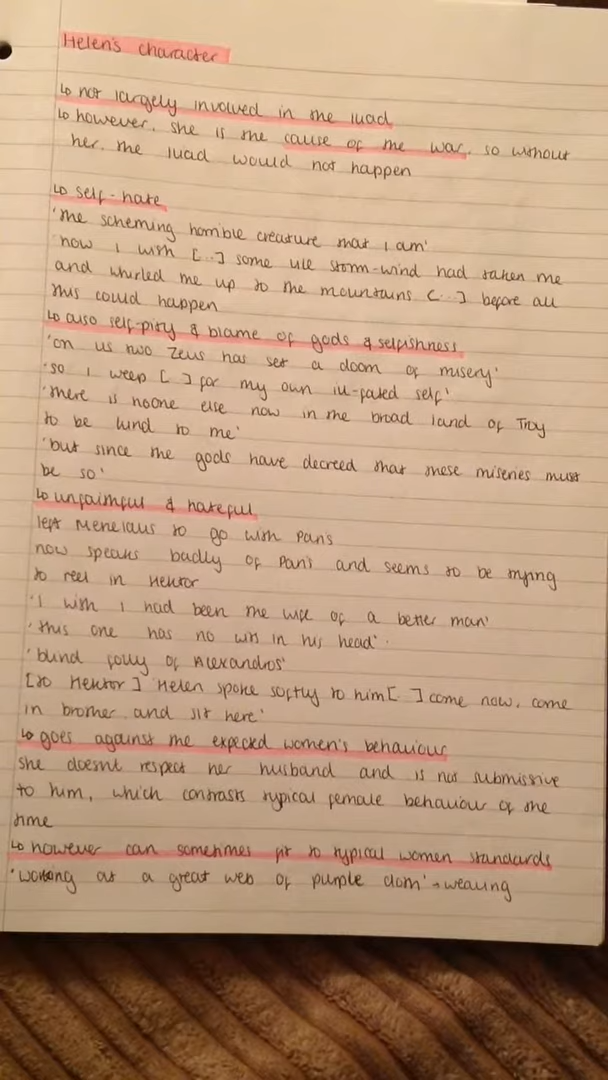 Helen's character
↳ not largely involved in the Iliad
↳ however, she is the cause of the war, so without
her, the Iliad would not happen
↳ self-hate
'the scheming horrible creature that I am'
now I wish [...] some vile storm-wind had taken me
and whirled me up to the mountains [...] before all
this could happen
↳ also self-pity & blame of gods & selfishness
'on us two Zeus has set a doom of misery'
'so I weep [ ] for my own ill-fated self'
'there is noone else now in the broad land of Troy
to be kind to me'
'but since the gods have decreed that these miseries must
be so'
↳ unfaithful & hateful
left Menelaus to go with Paris
now speaks badly of Paris and seems to be trying
to reel in Hektor
'I wish I had been the wife of a better man'
'this one has no wits in his head'.
'blind folly of Alexandros'
[to Hektor] 'Helen spoke softly to him [ ] come now, come
in brother, and sit here'
↳ goes against the expected women's behaviour
she doesnt respect her husband and is not submissive
to him, which contrasts typical female behaviour of the
time
↳ however can sometimes fit to typical women standards
'working at a great web of purple cloth' → weaving